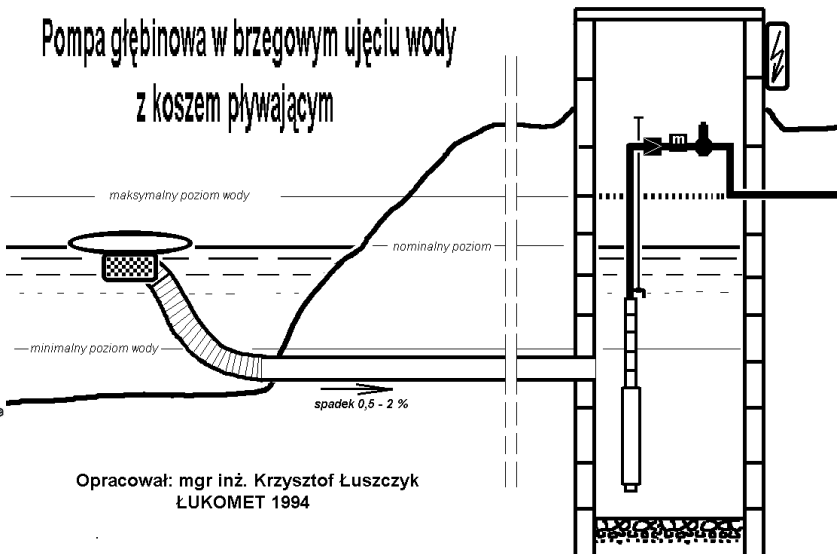 Pompa głębinowa w brzegowym ujęciu wody
z koszem pływającym
m
maksymalny poziom wody
nominalny poziom
minimalny poziom wody
spadek 0,5 - 2 %
Opracował: mgr inż. Krzysztof Łuszczyk
ŁUKOMET 1994